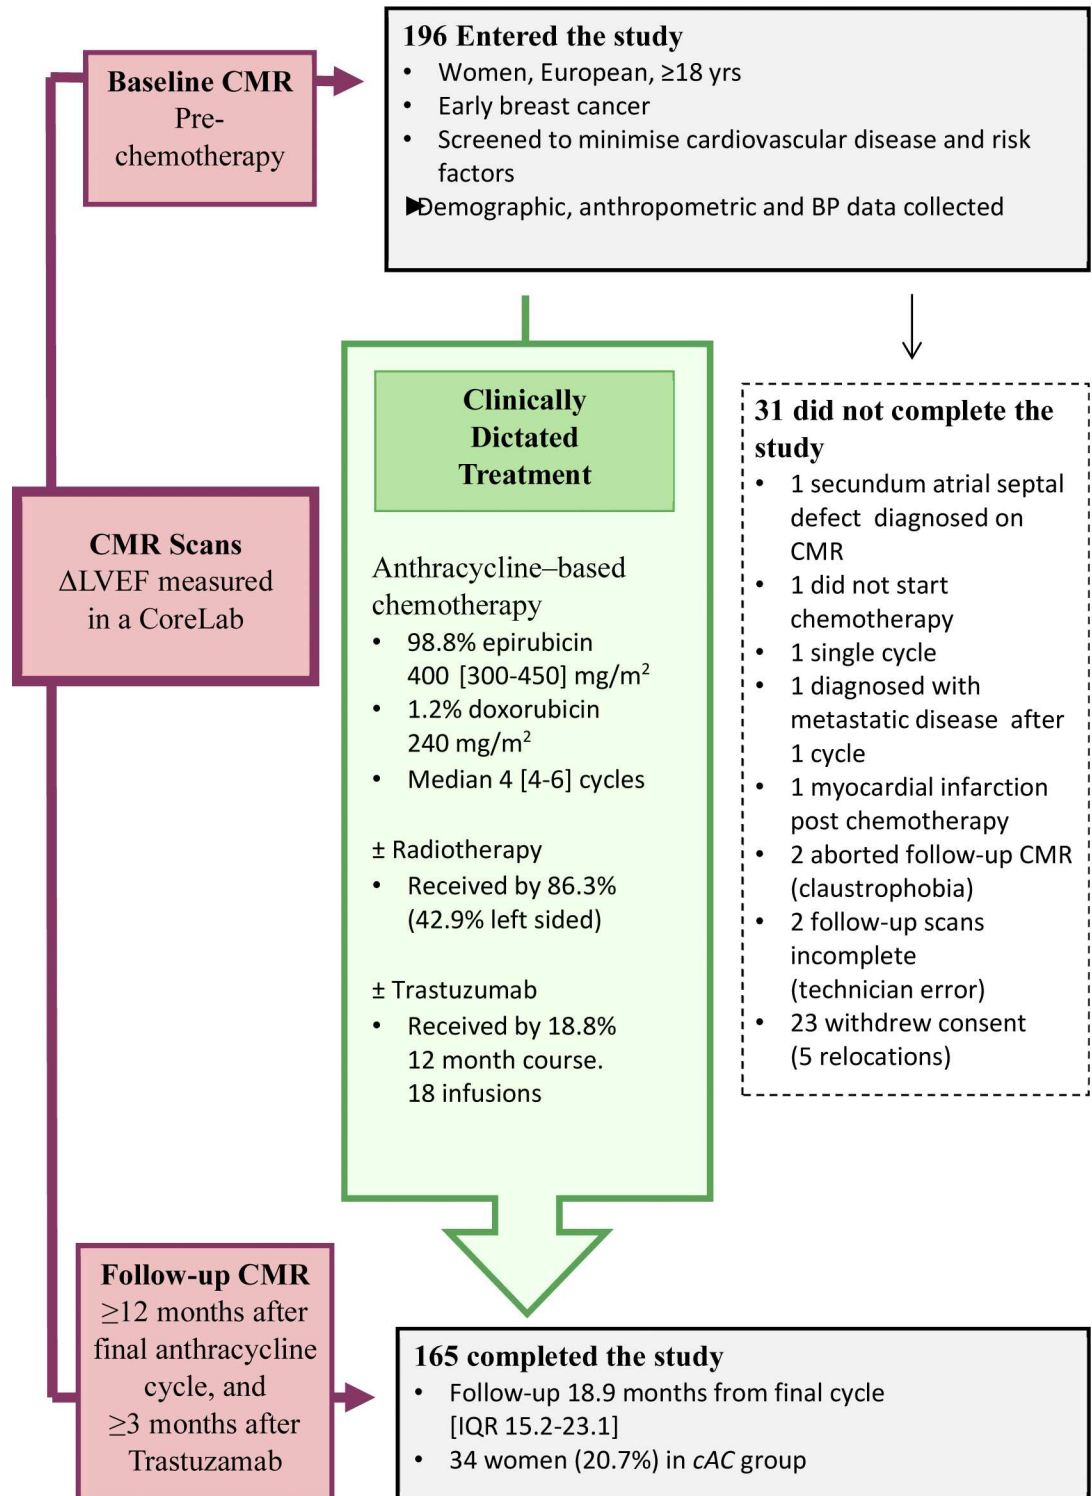 Baseline CMR
Pre-
chemotherapy
196 Entered the study
• Women, European, ≥18 yrs
• Early breast cancer
• Screened to minimise cardiovascular disease and risk
factors
►Demographic, anthropometric and BP data collected
CMR Scans
ΔLVEF measured
in a CoreLab
Clinically
Dictated
Treatment
Anthracycline–based
chemotherapy
• 98.8% epirubicin
400 [300-450] mg/m²
• 1.2% doxorubicin
240 mg/m²
• Median 4 [4-6] cycles
± Radiotherapy
• Received by 86.3%
(42.9% left sided)
± Trastuzumab
• Received by 18.8%
12 month course.
18 infusions
31 did not complete the
study
• 1 secundum atrial septal
defect diagnosed on
CMR
• 1 did not start
chemotherapy
• 1 single cycle
• 1 diagnosed with
metastatic disease after
1 cycle
• 1 myocardial infarction
post chemotherapy
• 2 aborted follow-up CMR
(claustrophobia)
• 2 follow-up scans
incomplete
(technician error)
• 23 withdrew consent
(5 relocations)
Follow-up CMR
≥12 months after
final anthracycline
cycle, and
≥3 months after
Trastuzamab
165 completed the study
• Follow-up 18.9 months from final cycle
[IQR 15.2-23.1]
• 34 women (20.7%) in cAC group